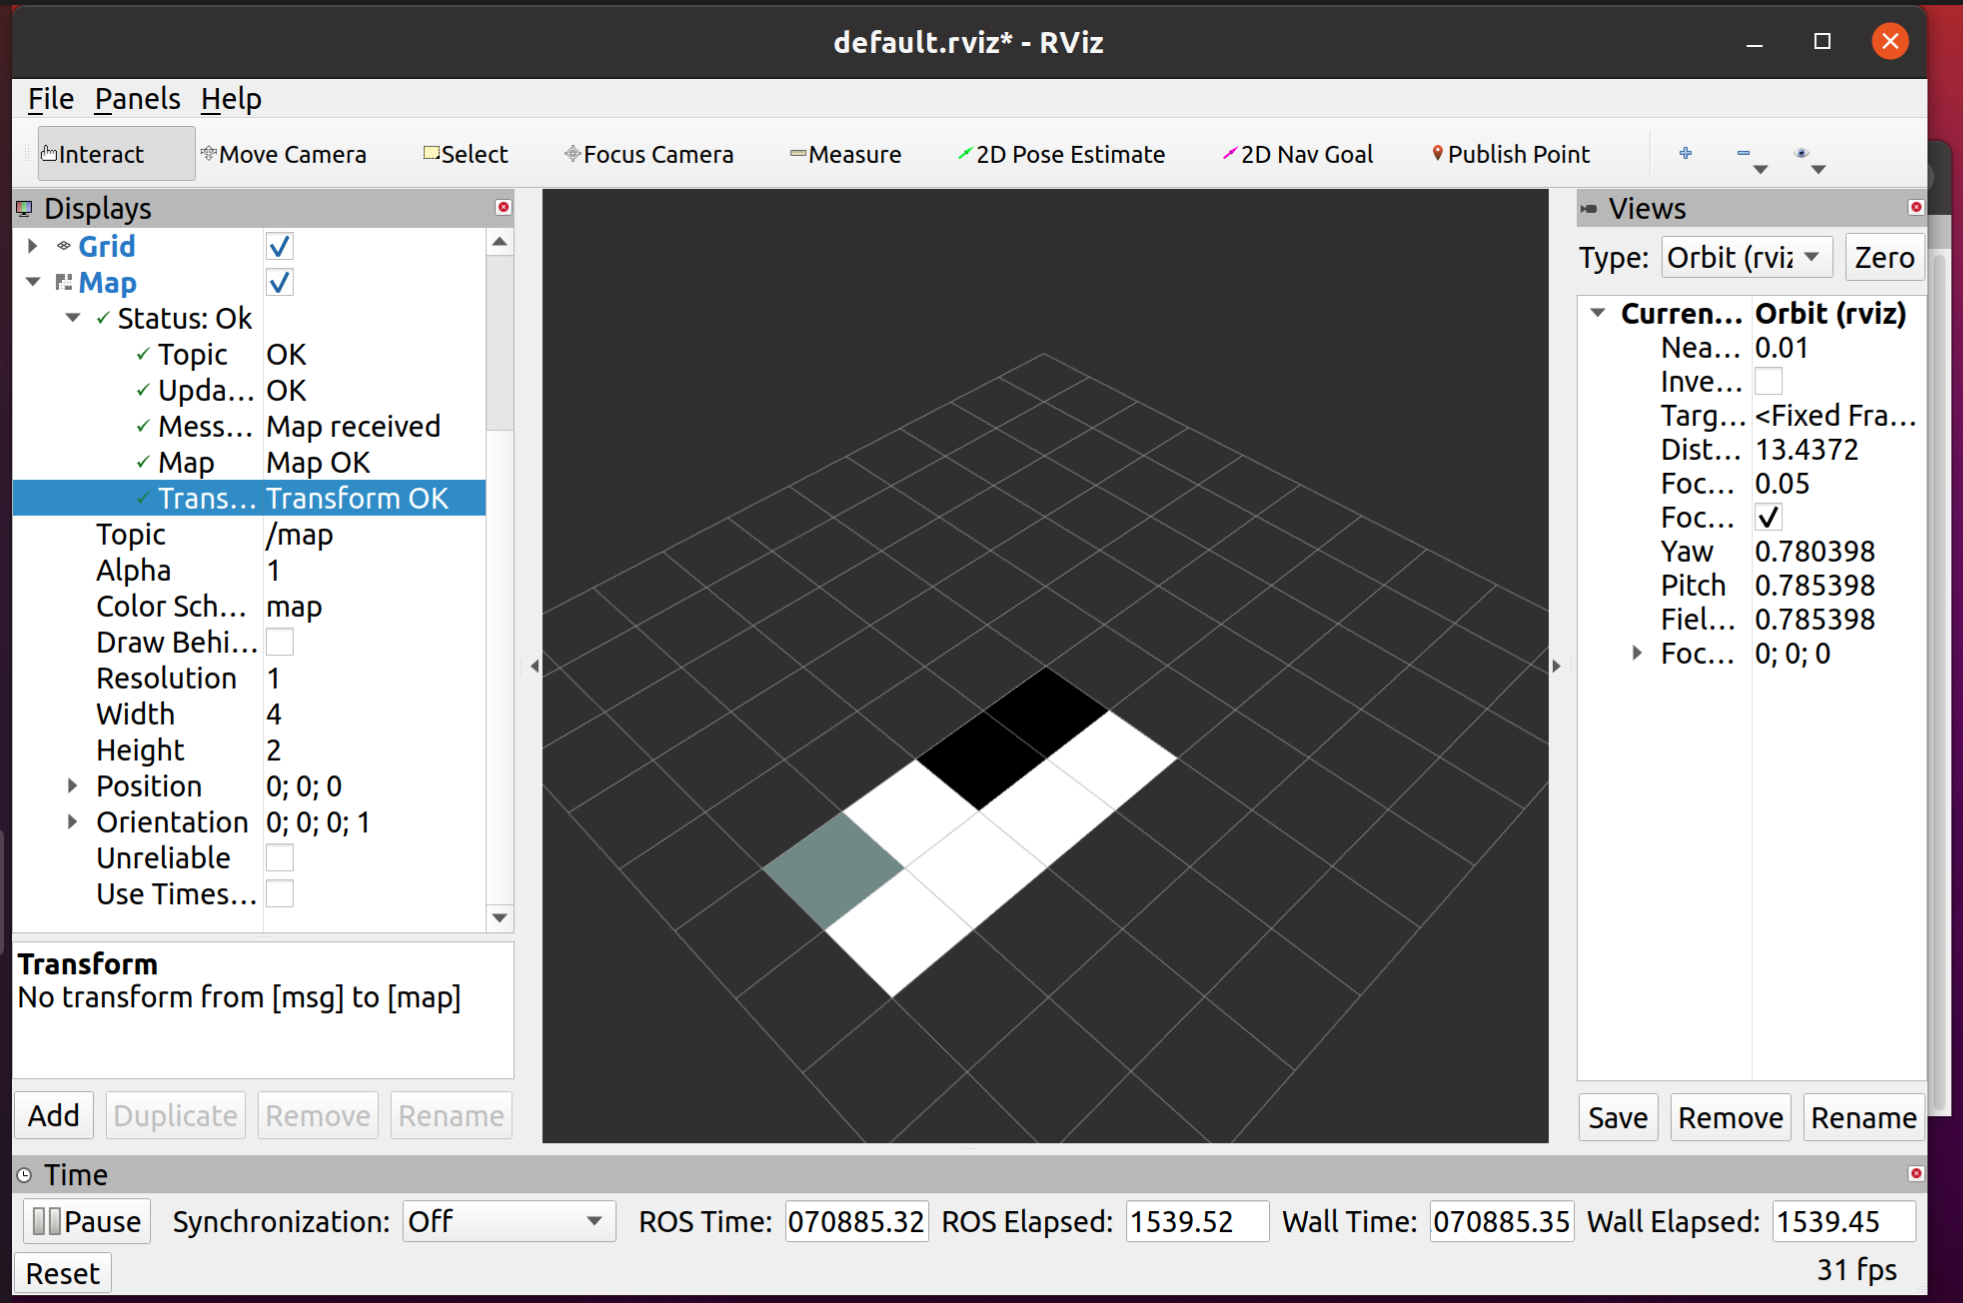 default.rviz* - RViz
File Panels Help
Interact Move Camera Select Focus Camera Measure 2D Pose Estimate 2D Nav Goal Publish Point
Displays
Grid
Map
Status: Ok
Topic OK
Upda... OK
Mess... Map received
Map Map OK
Trans... Transform OK
Topic /map
Alpha 1
Color Sch... map
Draw Behi...
Resolution 1
Width 4
Height 2
Position 0; 0; 0
Orientation 0; 0; 0; 1
Unreliable
Use Times...
Transform
No transform from [msg] to [map]
Add Duplicate Remove Rename
Views
Type: Orbit (rviz Zero
Curren... Orbit (rviz)
Nea... 0.01
Inve...
Targ... <Fixed Fra...
Dist... 13.4372
Foc... 0.05
Foc...
Yaw 0.780398
Pitch 0.785398
Fiel... 0.785398
Foc... 0; 0; 0
Save Remove Rename
Time
Pause Synchronization: Off ROS Time: 070885.32 ROS Elapsed: 1539.52 Wall Time: 070885.35 Wall Elapsed: 1539.45
Reset 31 fps